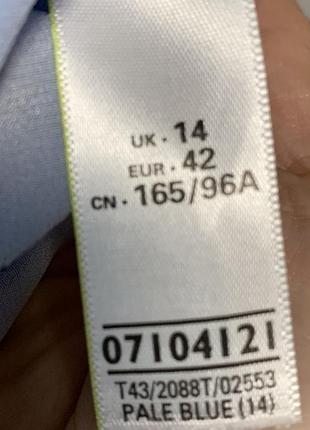 UK · 14
EUR · 42
CN · 165/96A
07104121
T43/2088T/02553
PALE BLUE (14)